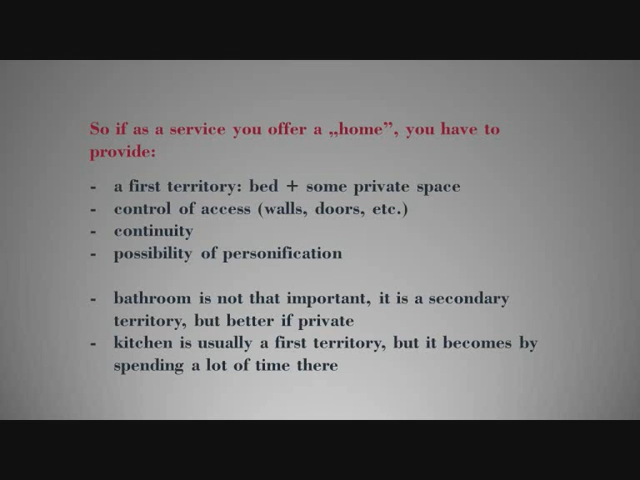 So if as a service you offer a „home”, you have to
provide:
- a first territory: bed + some private space
- control of access (walls, doors, etc.)
- continuity
- possibility of personification
- bathroom is not that important, it is a secondary
territory, but better if private
- kitchen is usually a first territory, but it becomes by
spending a lot of time there